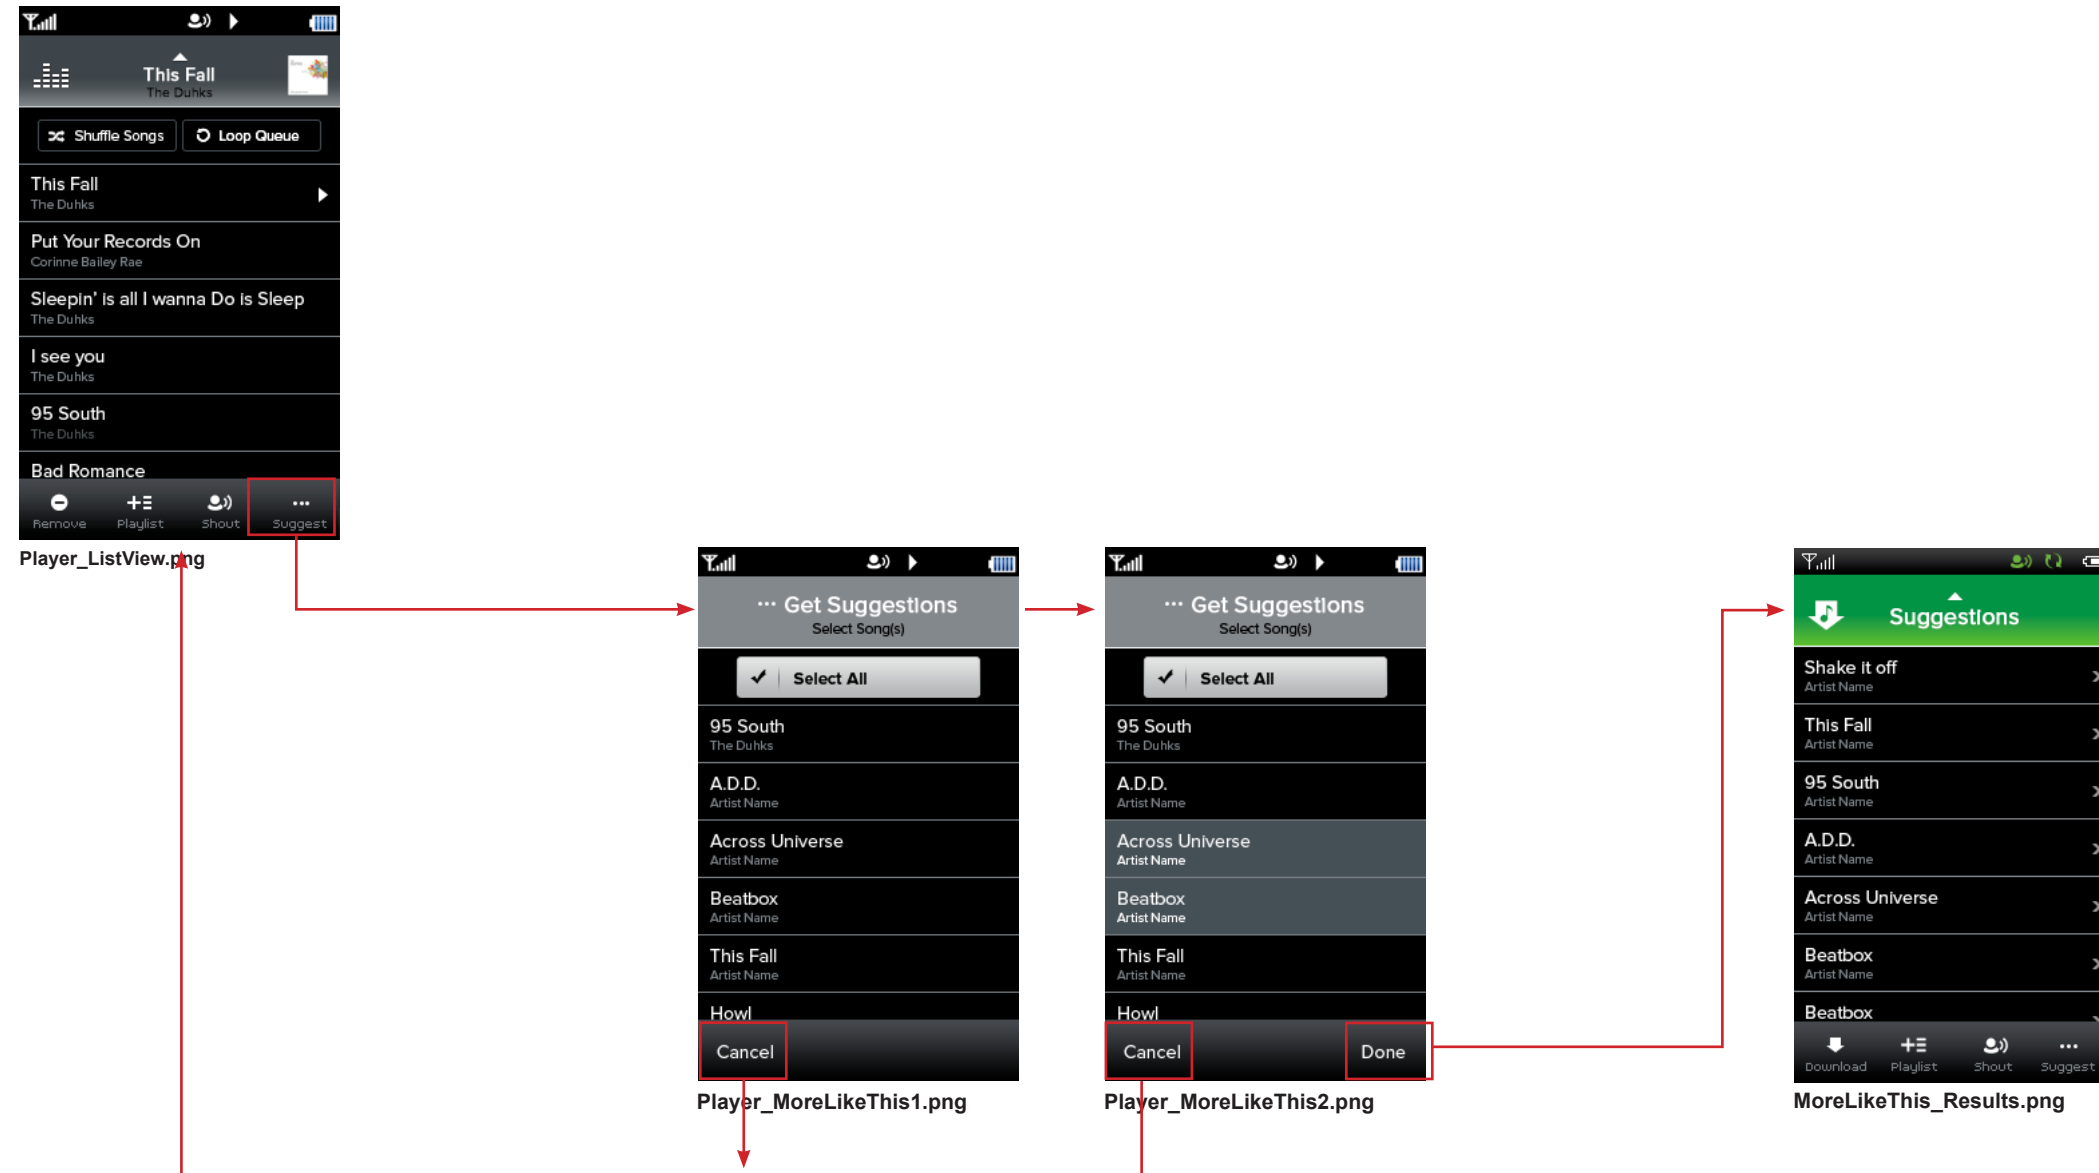 This Fall
The Duhks
Shuffle Songs
Loop Queue
This Fall
The Duhks
Put Your Records On
Corinne Bailey Rae
Sleepin' is all I wanna Do is Sleep
The Duhks
I see you
The Duhks
95 South
The Duhks
Bad Romance
Remove
Playlist
Shout
Suggest
Player_ListView.png
Get Suggestions
Select Song(s)
Select All
95 South
The Duhks
A.D.D.
Artist Name
Across Universe
Artist Name
Beatbox
Artist Name
This Fall
Artist Name
Howl
Cancel
Player_MoreLikeThis1.png
Get Suggestions
Select Song(s)
Select All
95 South
The Duhks
A.D.D.
Artist Name
Across Universe
Artist Name
Beatbox
Artist Name
This Fall
Artist Name
Howl
Cancel
Done
Player_MoreLikeThis2.png
Suggestions
Shake it off
Artist Name
This Fall
Artist Name
95 South
Artist Name
A.D.D.
Artist Name
Across Universe
Artist Name
Beatbox
Artist Name
Beatbox
Download
Playlist
Shout
Suggest
MoreLikeThis_Results.png